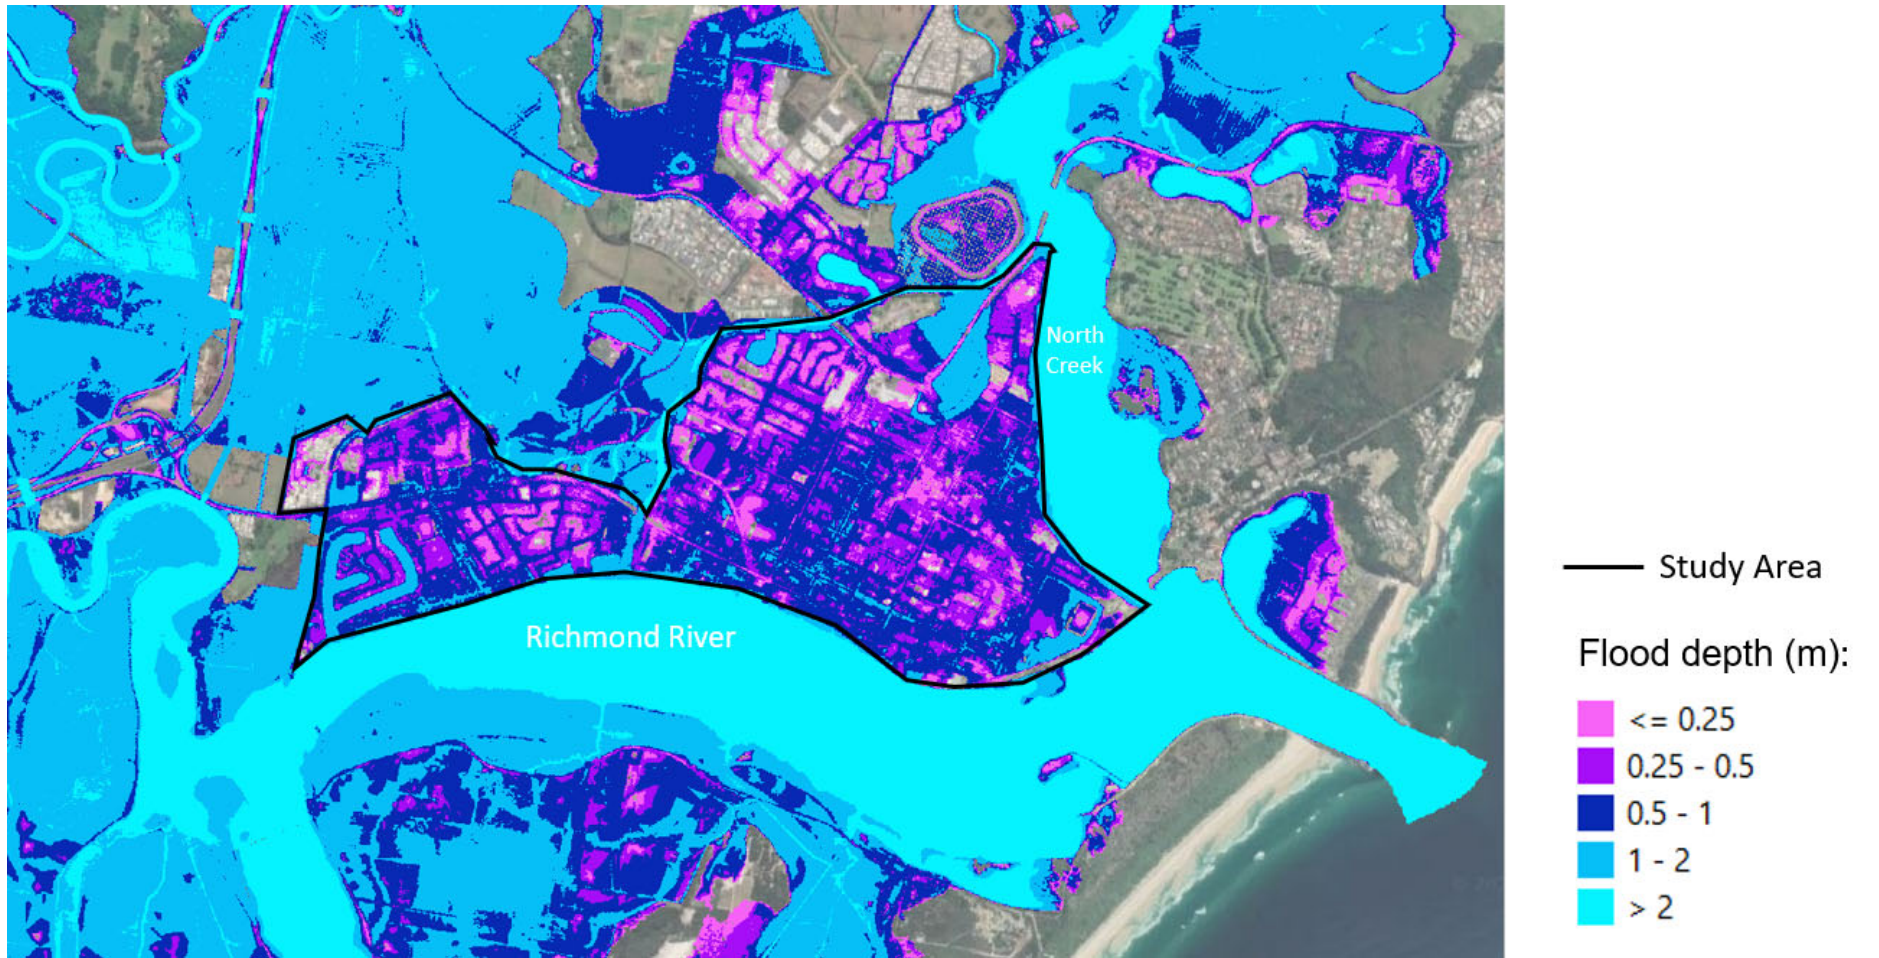 North
Creek
Richmond River
Study Area
Flood depth (m):
<= 0.25
0.25 - 0.5
0.5 - 1
1 - 2
> 2